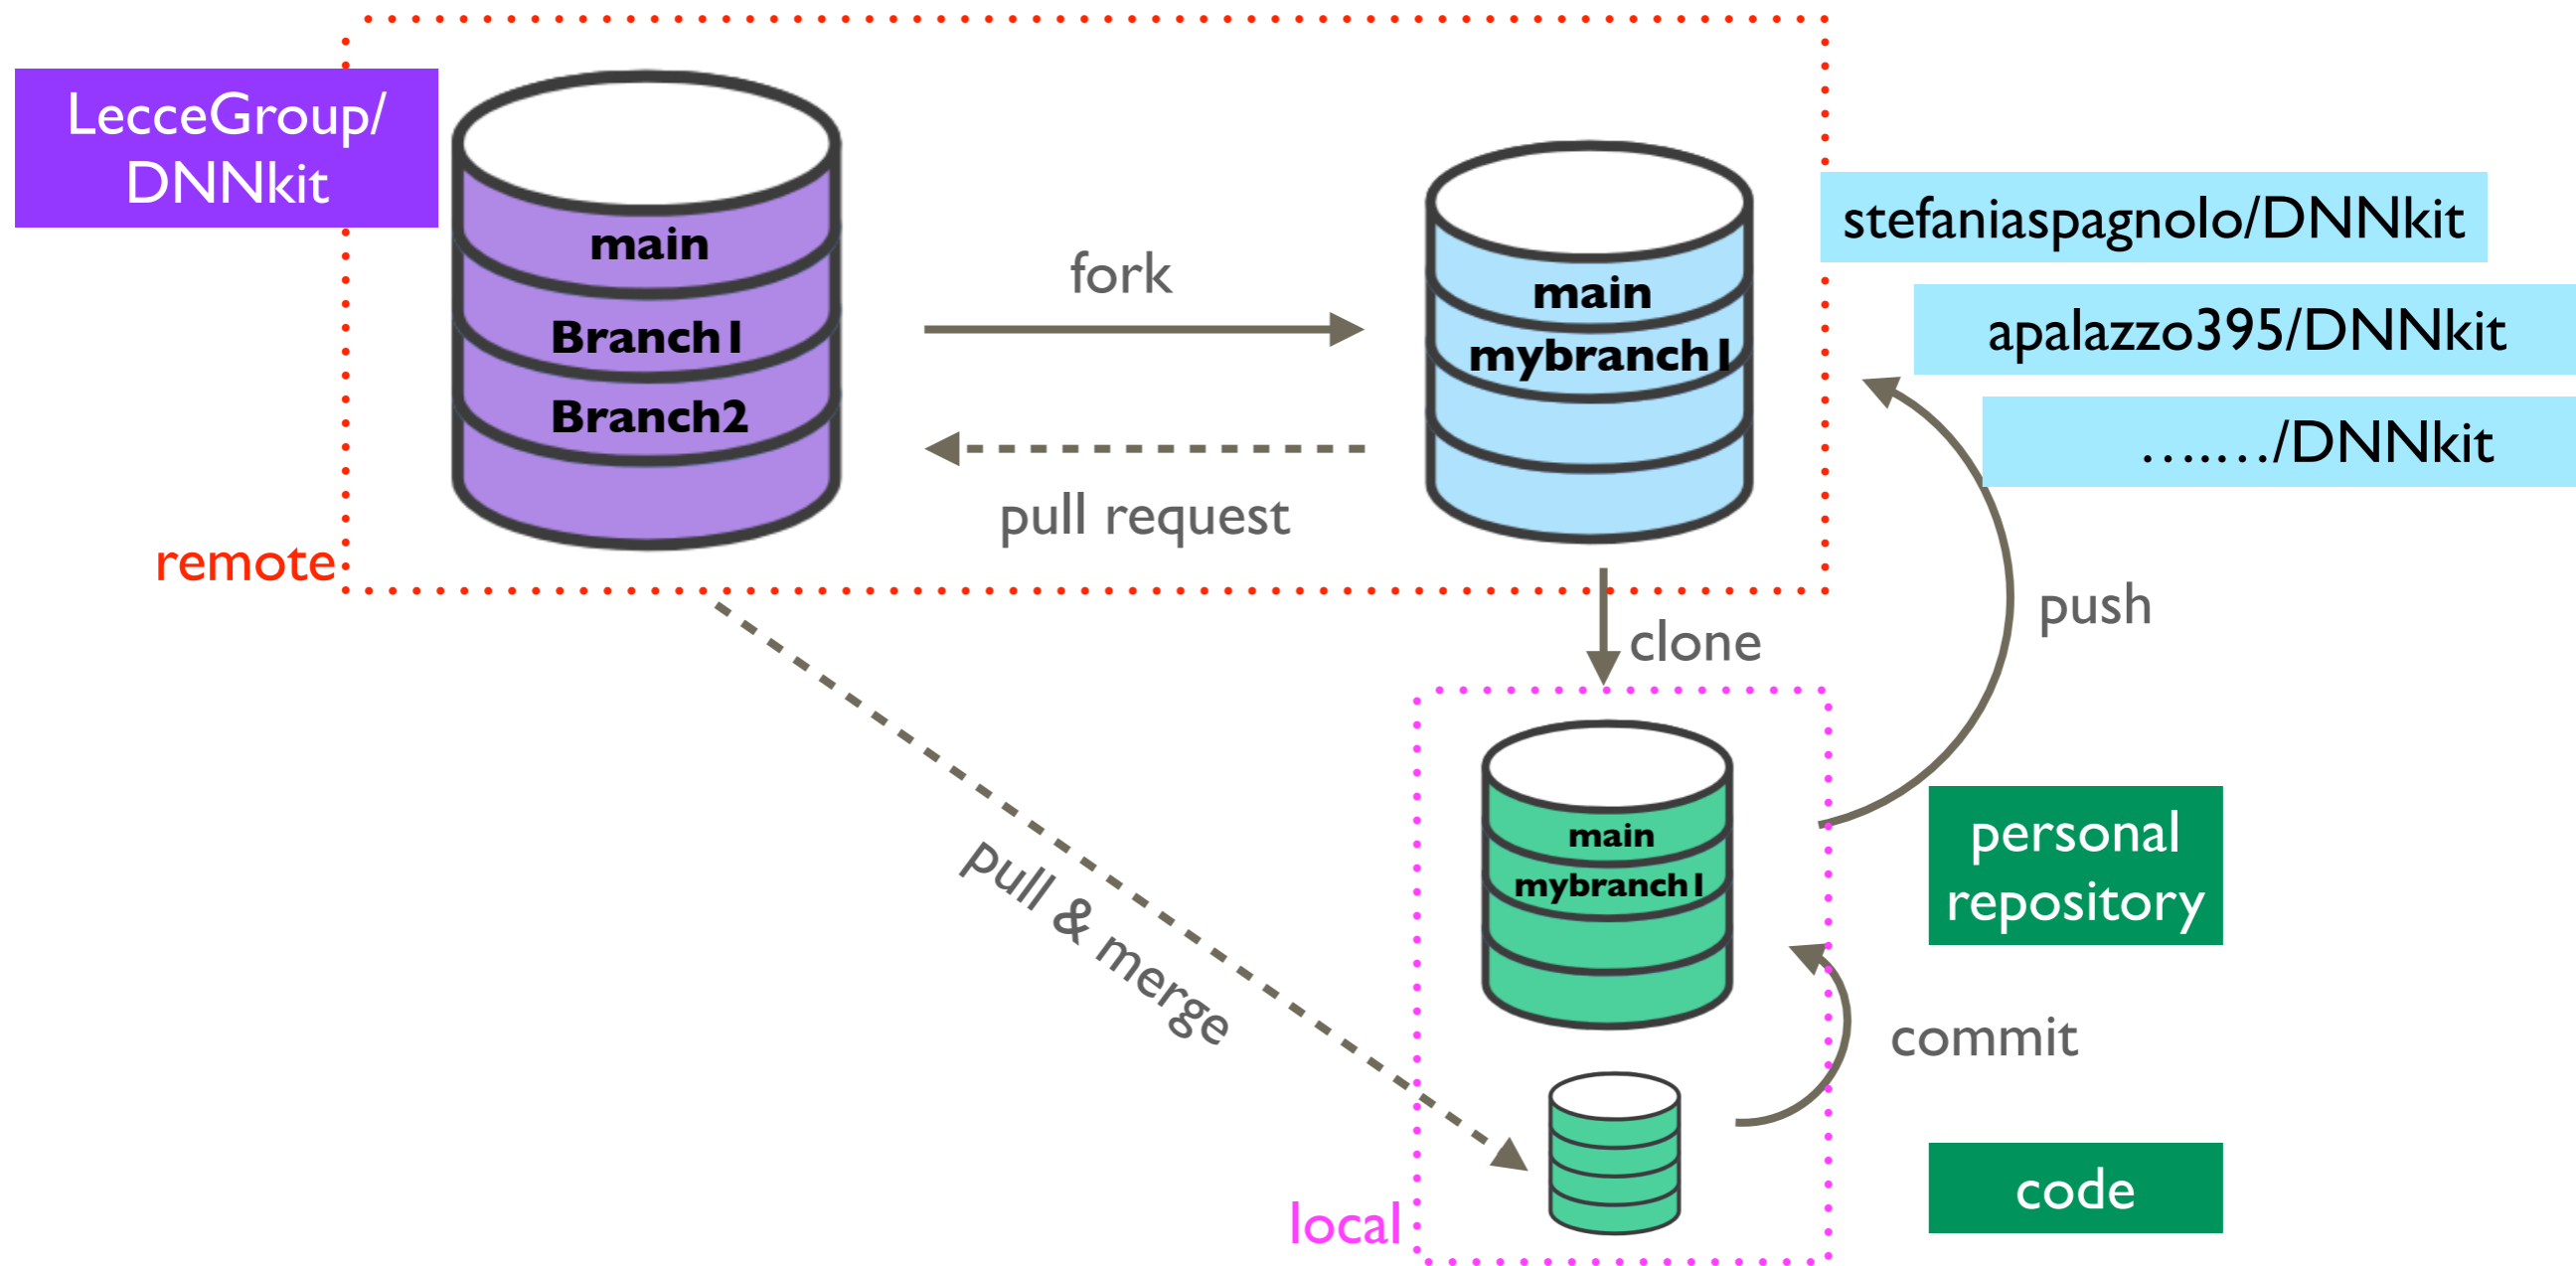 LecceGroup/
DNNkit
main
Branch1
Branch2
fork
pull request
main
mybranch1
stefaniaspagnolo/DNNkit
apalazzo395/DNNkit
…..…/DNNkit
remote
clone
push
pull & merge
main
mybranch1
personal
repository
commit
code
local